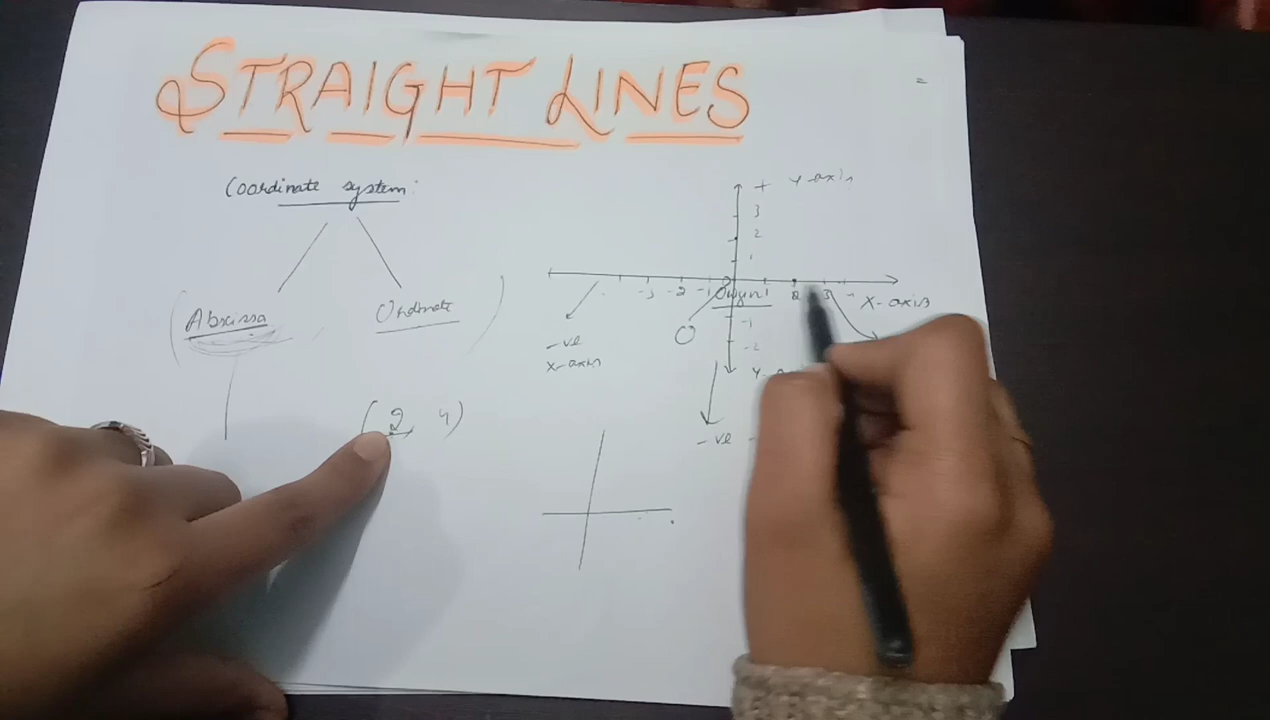 STRAIGHT LINES
Coordinate system:
Abscissa
Ordinate
(2 4)
+ Y-axis
3
2
1
-3 -2 -1 Origin 1 2 3
X-axis
-1
-2
O
-ve
x-axis
-ve